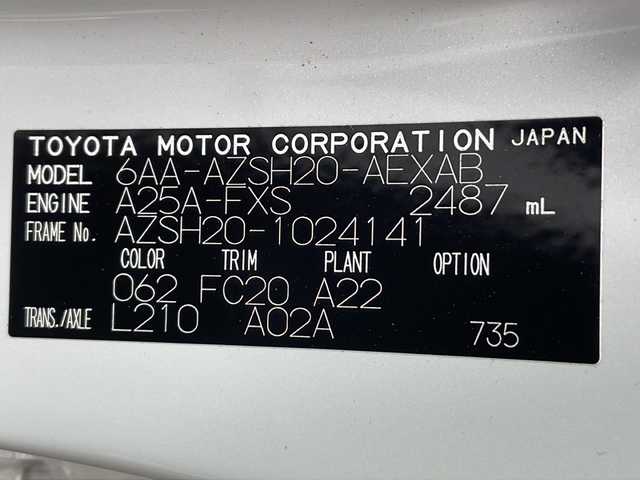 TOYOTA MOTOR CORPORATION JAPAN
MODEL 6AA-AZSH20-AEXAB
ENGINE A25A-FXS 2487 mL
FRAME No. AZSH20-1024141
COLOR TRIM PLANT OPTION
062 FC20 A22
TRANS./AXLE L210 A02A 735